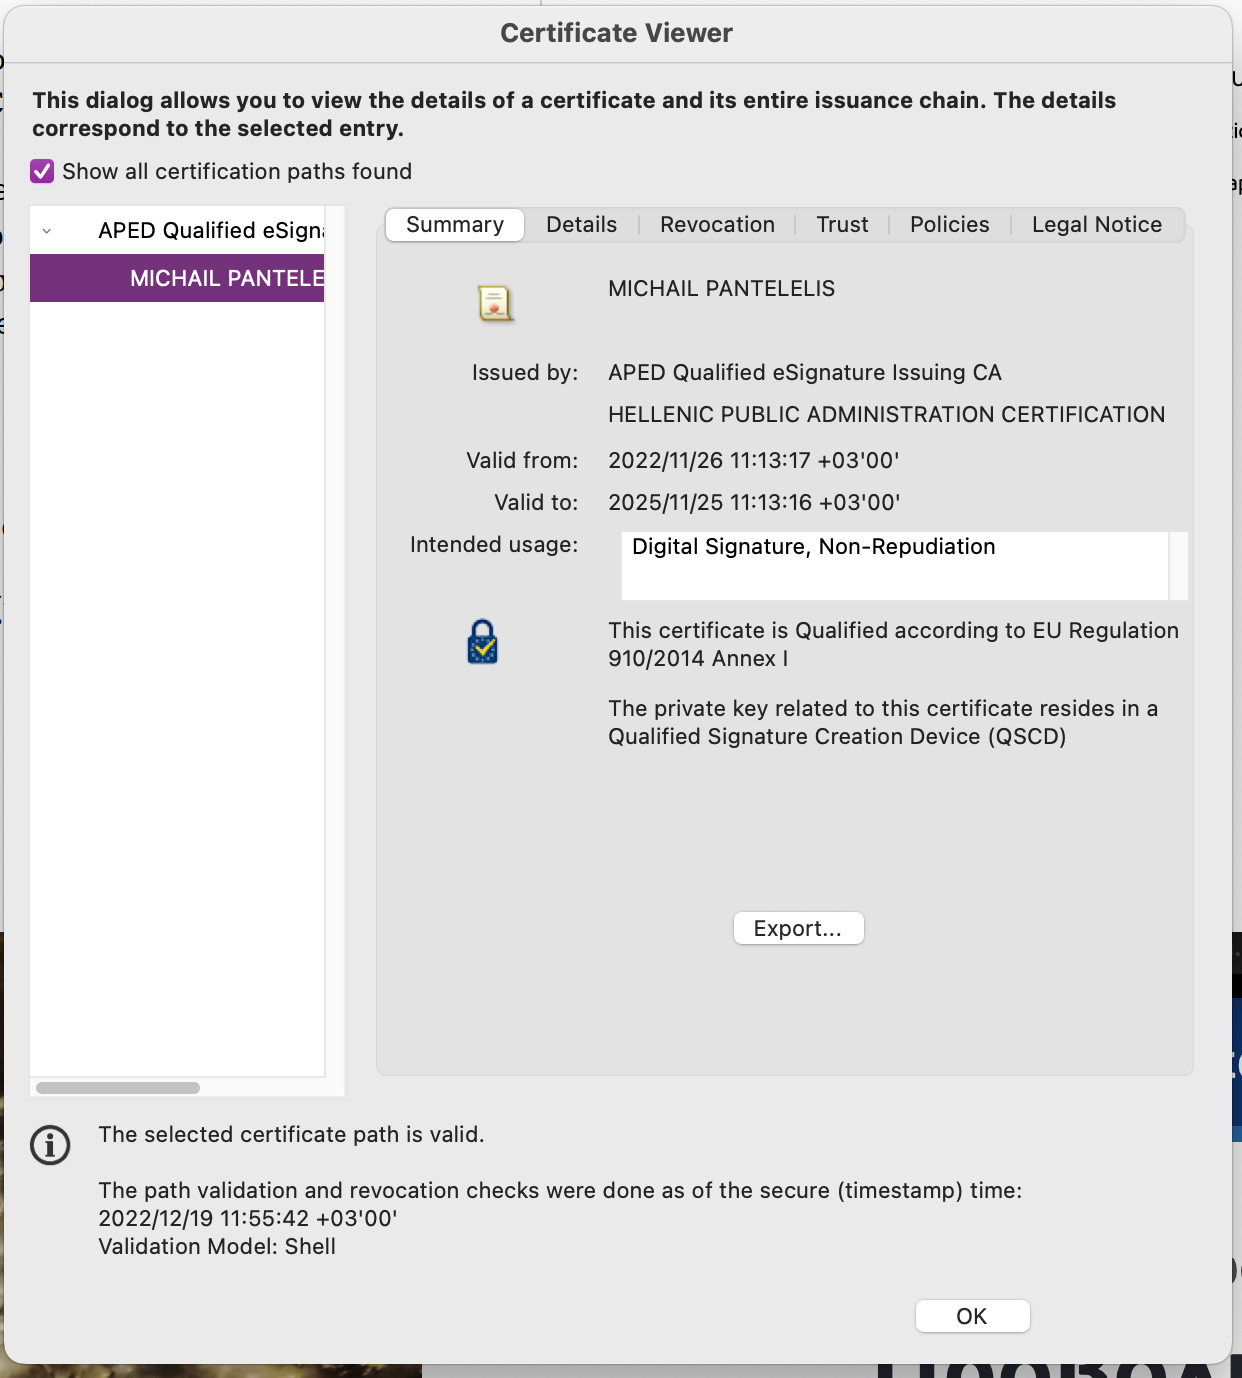 Certificate Viewer
This dialog allows you to view the details of a certificate and its entire issuance chain. The details
correspond to the selected entry.
Show all certification paths found
APED Qualified eSigna
MICHAIL PANTELE
Summary
Details
Revocation
Trust
Policies
Legal Notice
MICHAIL PANTELELIS
Issued by: APED Qualified eSignature Issuing CA
HELLENIC PUBLIC ADMINISTRATION CERTIFICATION
Valid from: 2022/11/26 11:13:17 +03'00'
Valid to: 2025/11/25 11:13:16 +03'00'
Intended usage: Digital Signature, Non-Repudiation
This certificate is Qualified according to EU Regulation
910/2014 Annex I
The private key related to this certificate resides in a
Qualified Signature Creation Device (QSCD)
Export...
The selected certificate path is valid.
The path validation and revocation checks were done as of the secure (timestamp) time:
2022/12/19 11:55:42 +03'00'
Validation Model: Shell
OK